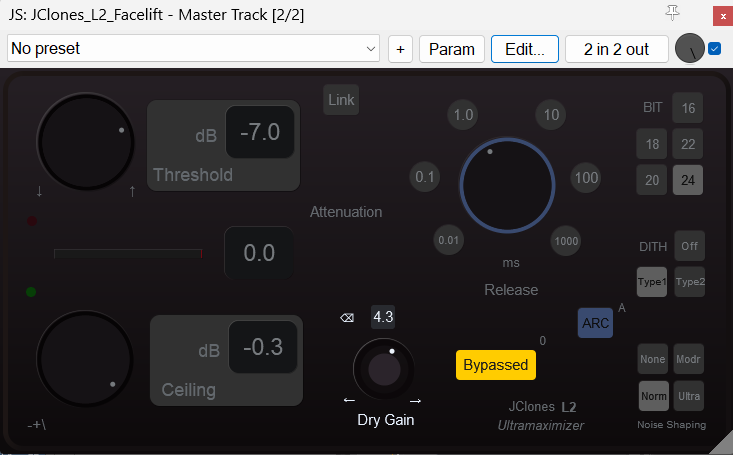 JS: JClones_L2_Facelift - Master Track [2/2]
No preset
+
Param
Edit...
2 in 2 out
dB
-7.0
Threshold
↓ ↑
Link
1.0
10
0.1
100
0.01
1000
ms
Release
BIT
16
18
22
20
24
Attenuation
0.0
DITH
Off
Type1
Type2
ARC
A
dB
-0.3
Ceiling
-+\
4.3
← →
Dry Gain
0
Bypassed
JClones L2
Ultramaximizer
None
Modr
Norm
Ultra
Noise Shaping